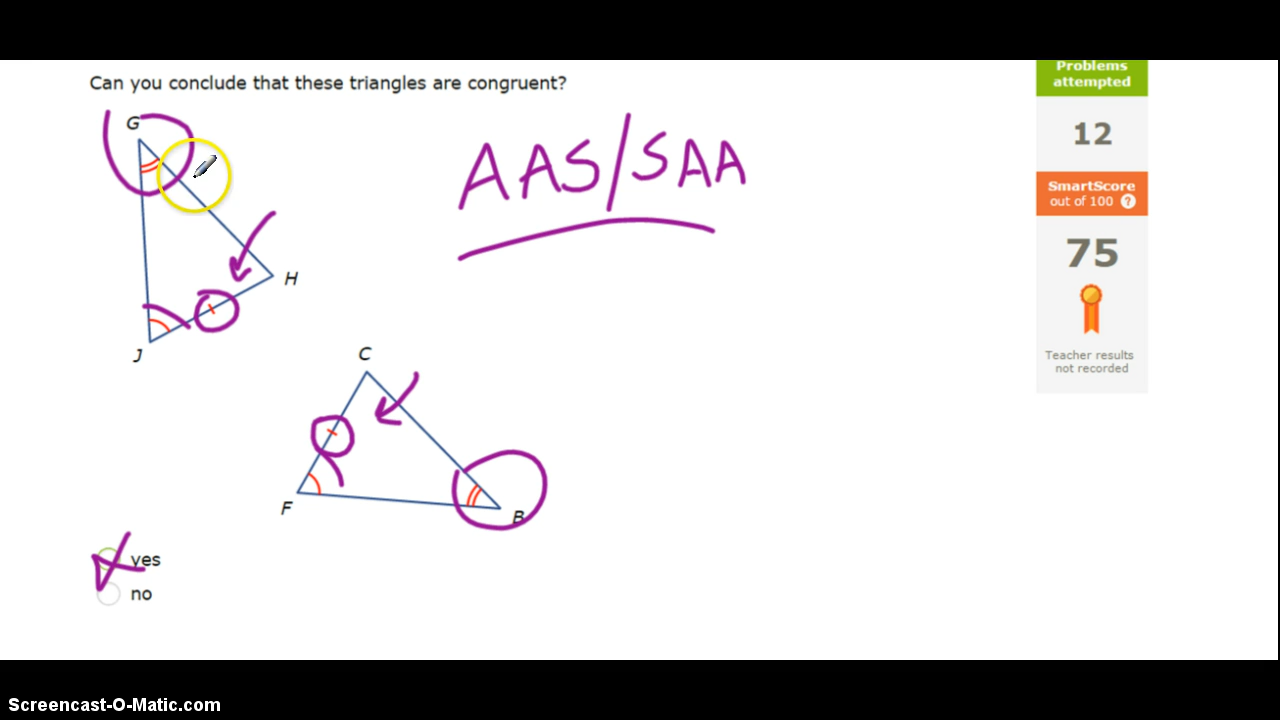 Can you conclude that these triangles are congruent?
Problems
attempted
12
SmartScore
out of 100 ?
75
Teacher results
not recorded
AAS/SAA
G
H
J
C
F
B
yes
no
Screencast-O-Matic.com